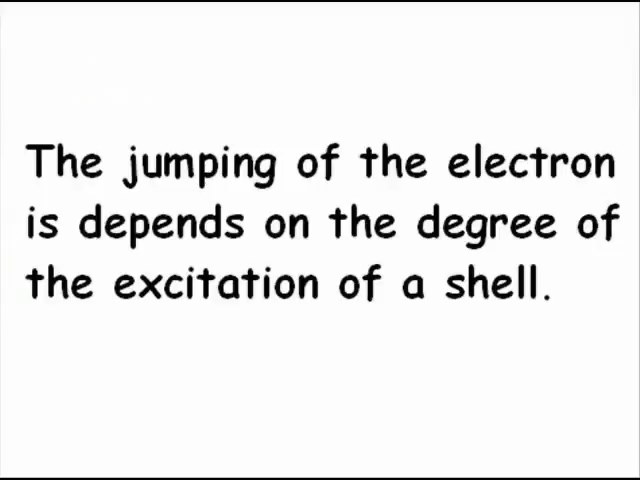 The jumping of the electron
is depends on the degree of
the excitation of a shell.